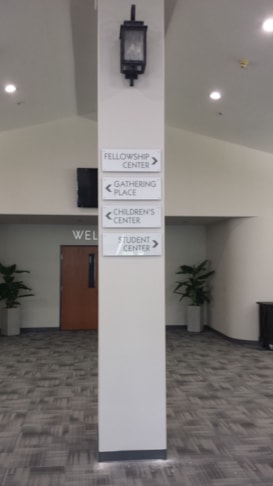 FELLOWSHIP
CENTER
GATHERING
PLACE
CHILDREN'S
CENTER
STUDENT
CENTER
WEL